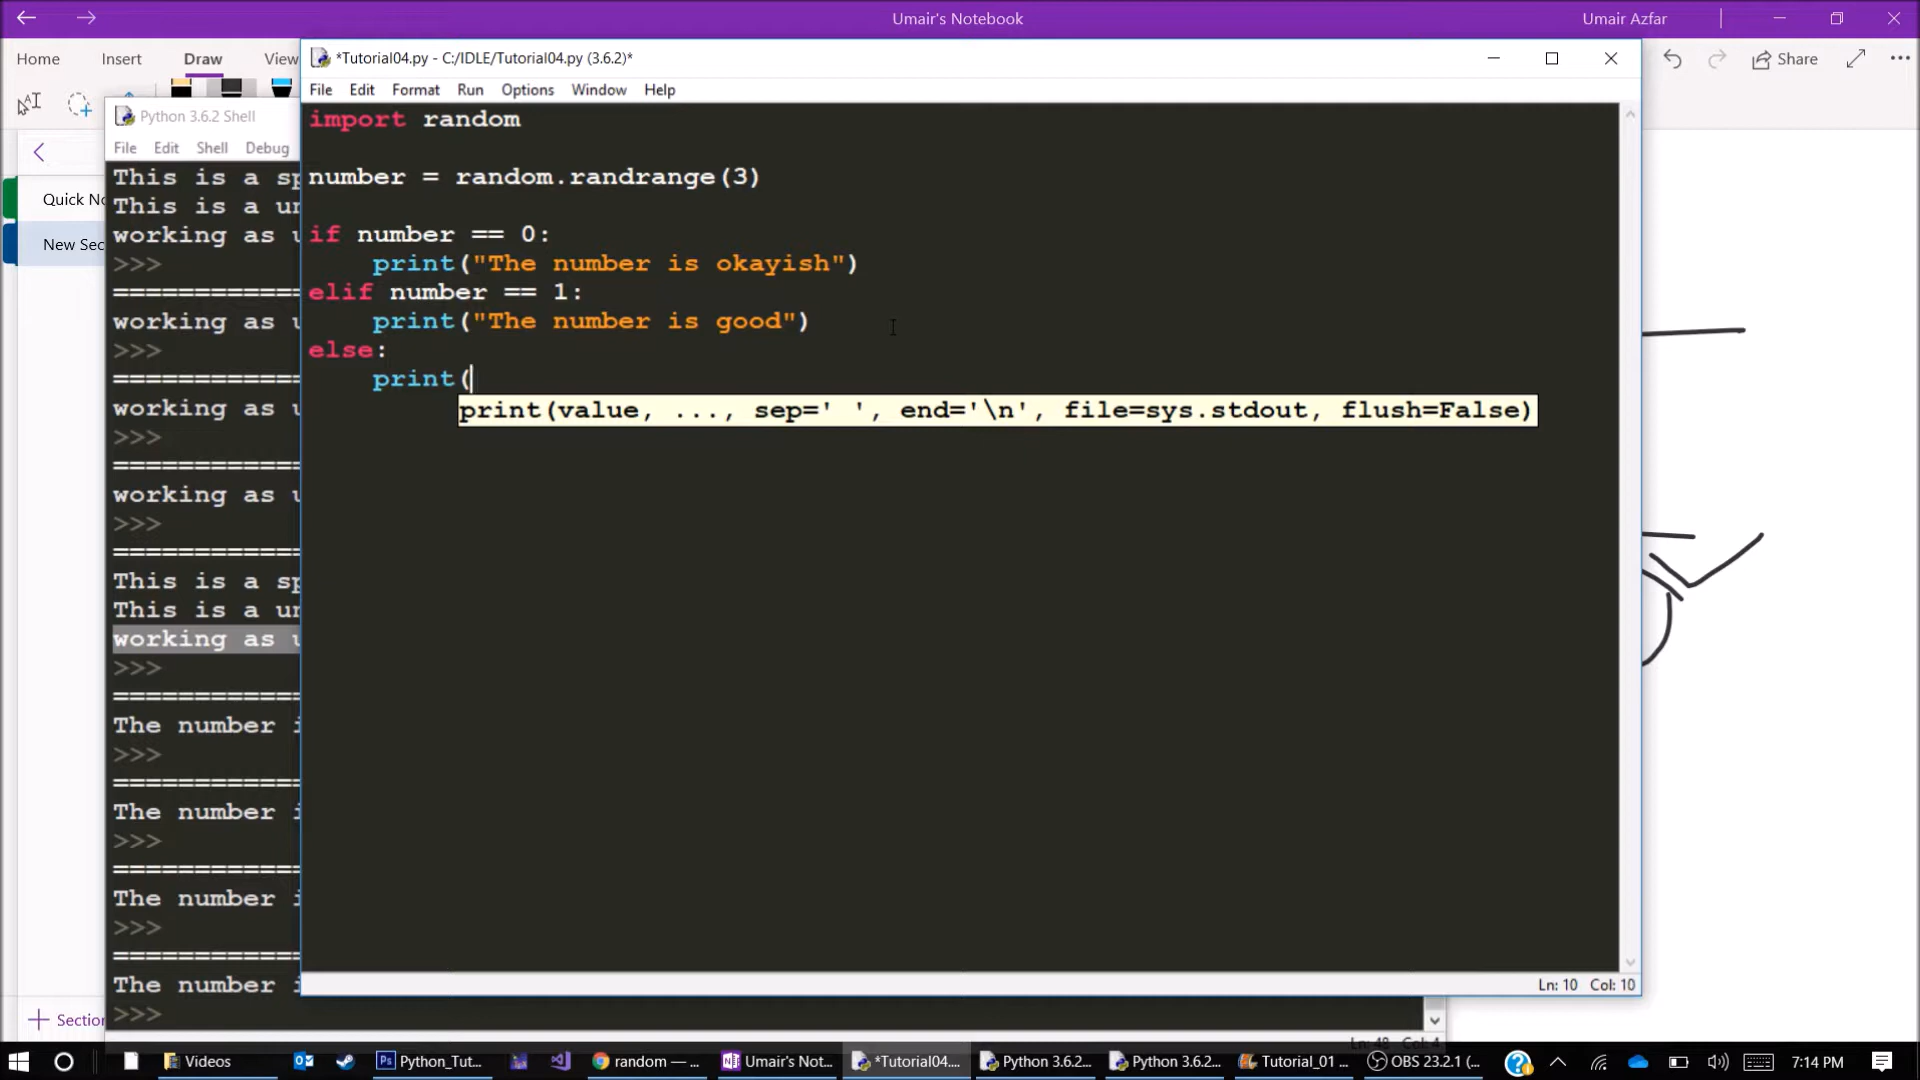 Umair's Notebook
Umair Azfar
Home Insert Draw View
Share
*Tutorial04.py - C:/IDLE/Tutorial04.py (3.6.2)*
File Edit Format Run Options Window Help
import random
number = random.randrange(3)
if number == 0:
print("The number is okayish")
elif number == 1:
print("The number is good")
else:
print(
print(value, ..., sep=' ', end='\n', file=sys.stdout, flush=False)
Ln: 10 Col: 10
Python 3.6.2 Shell
File Edit Shell Debug
This is a sp
This is a un
working as u
>>>
============
working as u
>>>
============
working as u
>>>
============
working as u
>>>
============
This is a sp
This is a un
working as u
>>>
============
The number i
>>>
============
The number i
>>>
============
The number i
>>>
============
The number i
>>>
Ln: 48 Col: 4
Quick No
New Sec
Section
Videos
Python_Tut...
random — ...
Umair's Not...
*Tutorial04....
Python 3.6.2...
Python 3.6.2...
Tutorial_01 ...
OBS 23.2.1 (...
7:14 PM